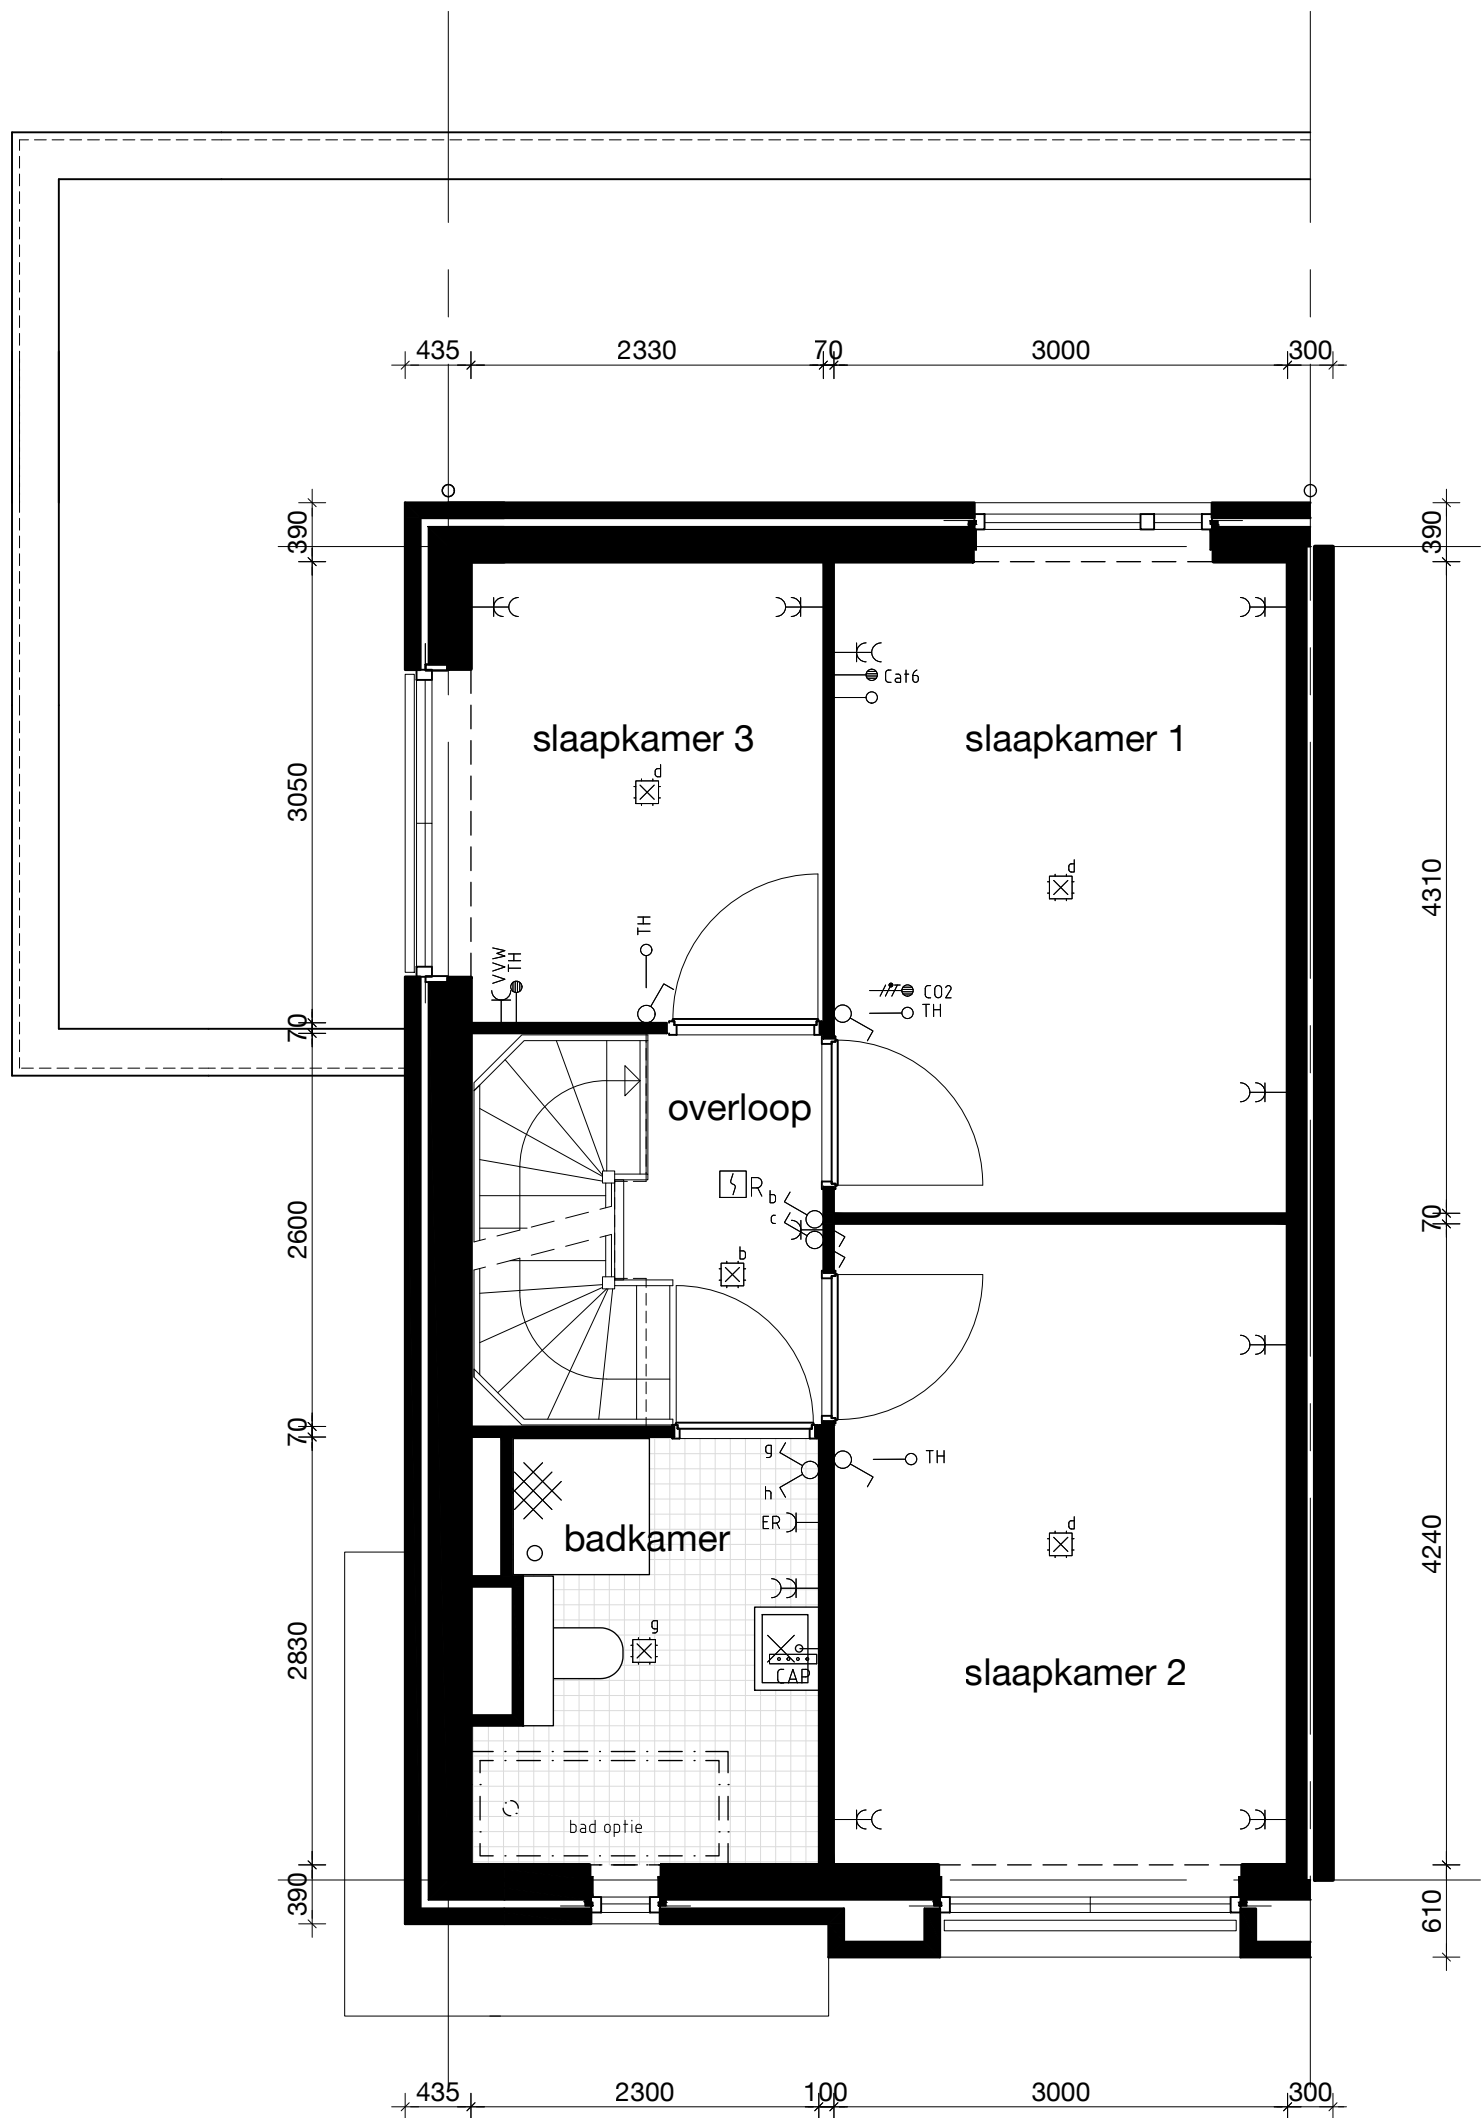 435 2330 70 3000 300
390
390
Cat6
slaapkamer 3
slaapkamer 1
d
3050
d
4310
TH
VVW
TH
CO2
TH
70
overloop
R
b
c
70
2600
b
70
g
TH
h
ER
badkamer
d
4240
g
2830
CAP
slaapkamer 2
bad optie
390
610
435 2300 100 3000 300